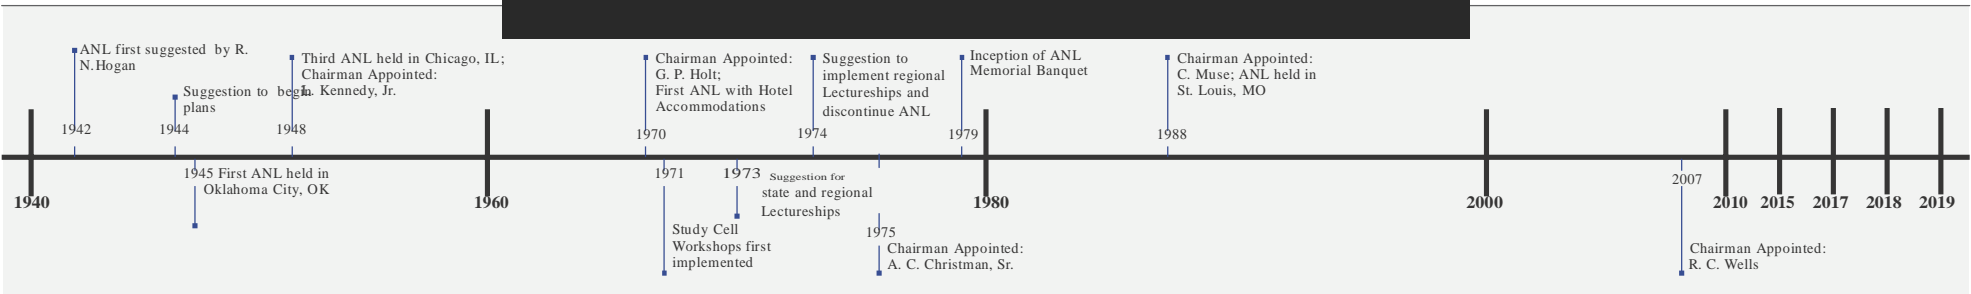 ANL first suggested by R.
N.Hogan
1942
Suggestion to begin
plans
1944
Third ANL held in Chicago, IL;
Chairman Appointed:
L. Kennedy, Jr.
1948
Chairman Appointed:
G. P. Holt;
First ANL with Hotel
Accommodations
1970
Suggestion to
implement regional
Lectureships and
discontinue ANL
1974
Inception of ANL
Memorial Banquet
1979
Chairman Appointed:
C. Muse; ANL held in
St. Louis, MO
1988
1945 First ANL held in
Oklahoma City, OK
1971
Study Cell
Workshops first
implemented
1973 Suggestion for
state and regional
Lectureships
1975
Chairman Appointed:
A. C. Christman, Sr.
2007
Chairman Appointed:
R. C. Wells
1940 1960 1980 2000 2010 2015 2017 2018 2019